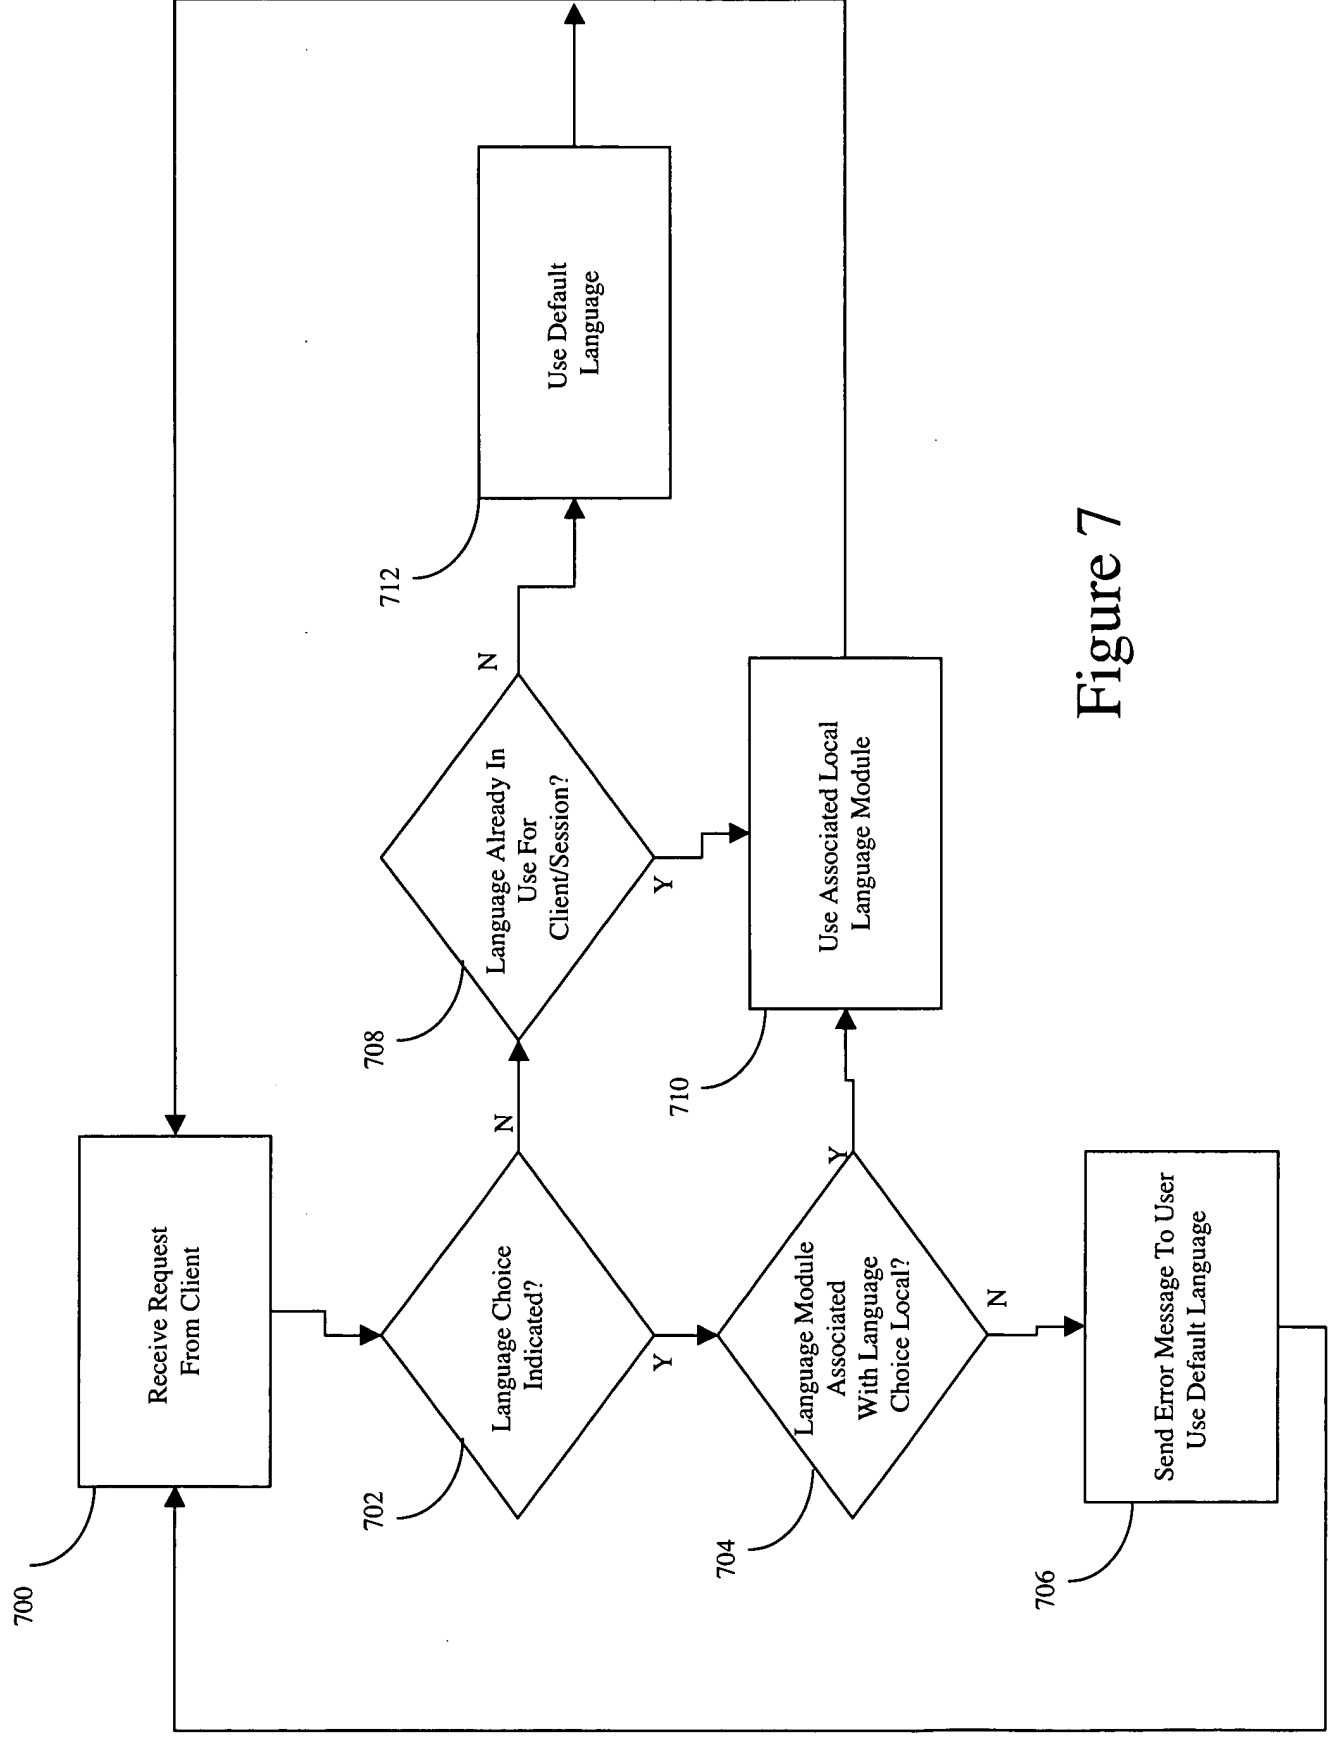 700
Receive Request
From Client
702
Language Choice
Indicated?
N
Y
708
Language Already In
Use For
Client/Session?
N
Y
712
Use Default
Language
704
Language Module
Associated
With Language
Choice Local?
Y
N
710
Use Associated Local
Language Module
706
Send Error Message To User
Use Default Language
Figure 7